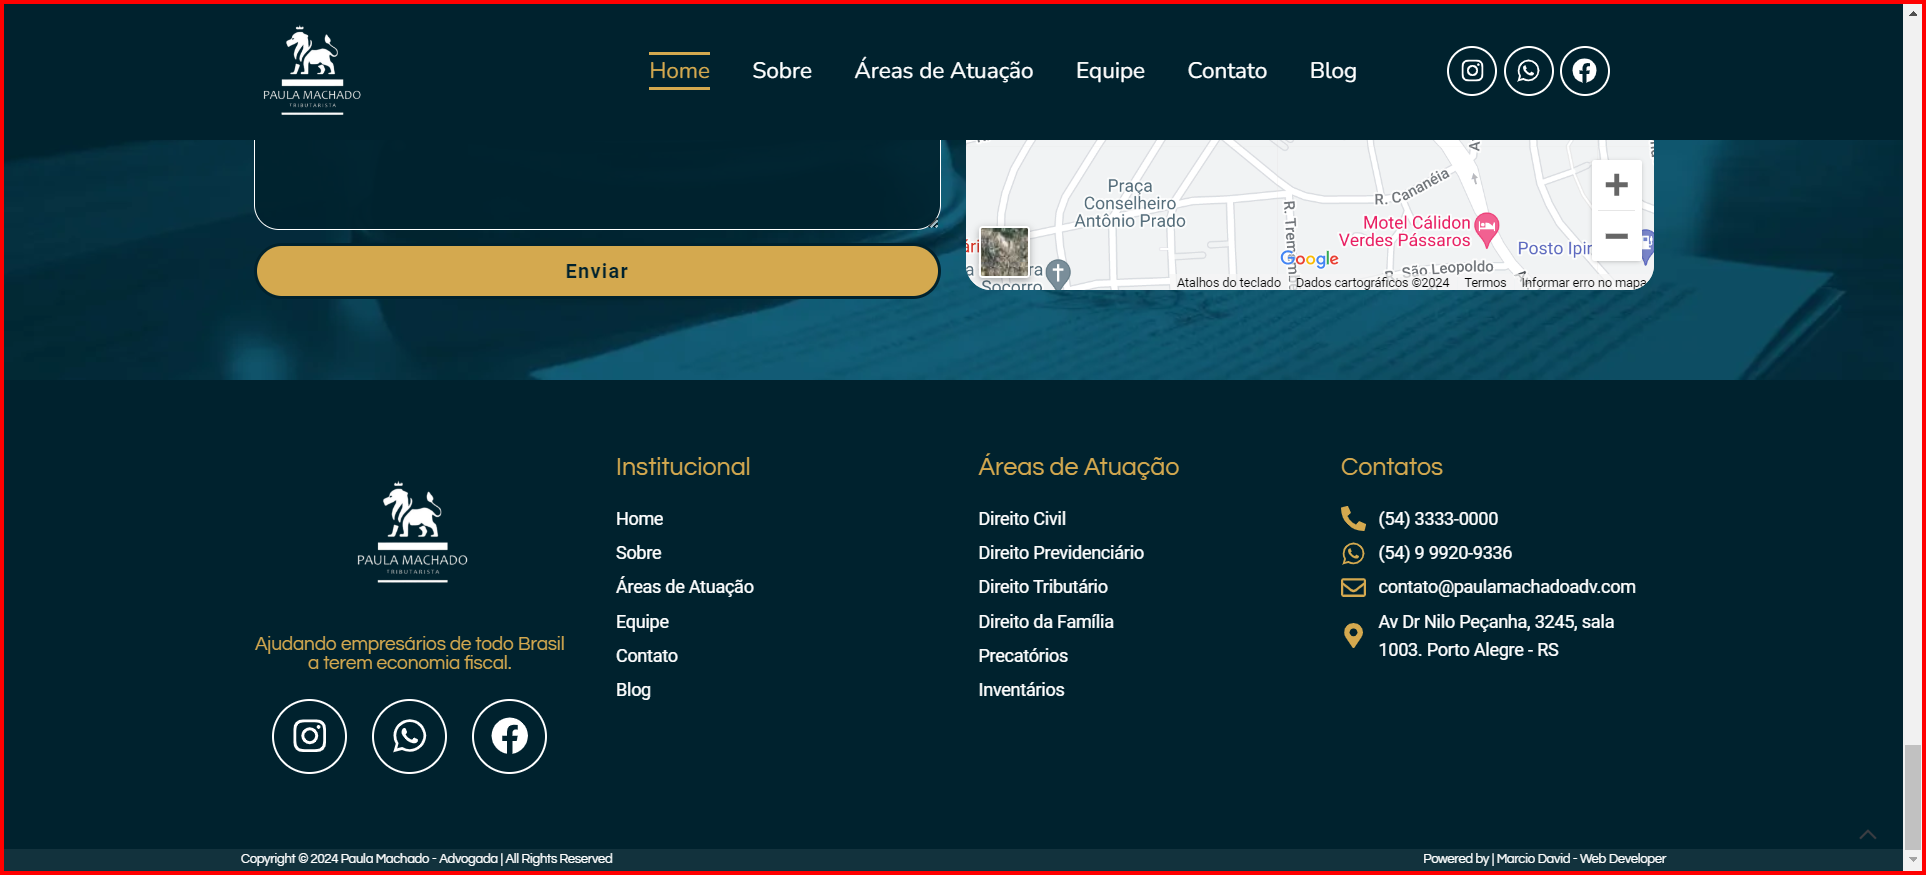 PAULA MACHADO
TRIBUTARISTA
Home
Sobre
Áreas de Atuação
Equipe
Contato
Blog
Praça
Conselheiro
Antônio Prado
R. Cananéia
Motel Cálidon
Verdes Pássaros
Posto Ipir
Socorro
Google
R. São Leopoldo
Atalhos do teclado
Dados cartográficos ©2024
Termos
Informar erro no mapa
Enviar
PAULA MACHADO
TRIBUTARISTA
Ajudando empresários de todo Brasil
a terem economia fiscal.
Institucional
Home
Sobre
Áreas de Atuação
Equipe
Contato
Blog
Áreas de Atuação
Direito Civil
Direito Previdenciário
Direito Tributário
Direito da Família
Precatórios
Inventários
Contatos
(54) 3333-0000
(54) 9 9920-9336
contato@paulamachadoadv.com
Av Dr Nilo Peçanha, 3245, sala
1003. Porto Alegre - RS
Copyright © 2024 Paula Machado - Advogada | All Rights Reserved
Powered by | Marcio David - Web Developer